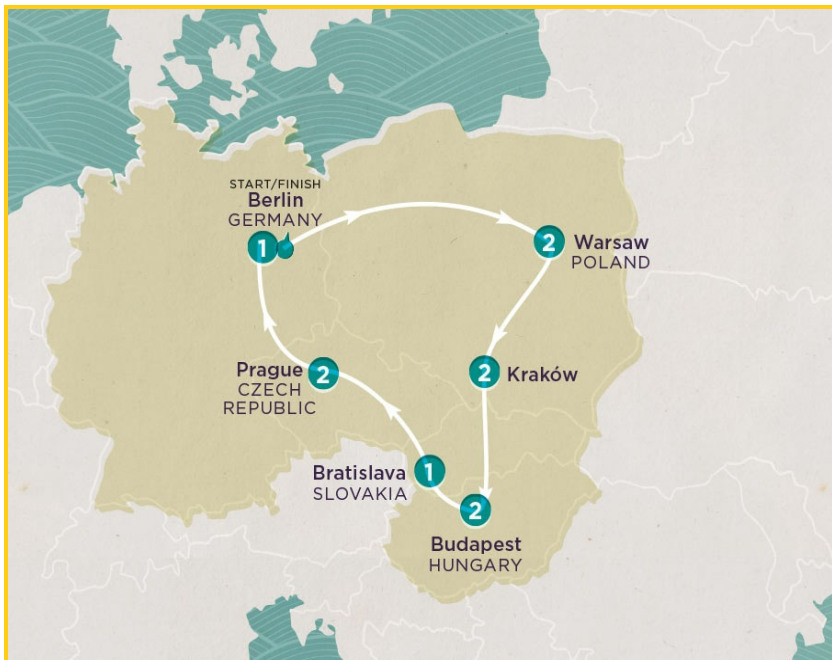 START/FINISH
Berlin
GERMANY
1
2
Warsaw
POLAND
Prague
CZECH
REPUBLIC
2
2
Kraków
Bratislava
SLOVAKIA
1
2
Budapest
HUNGARY